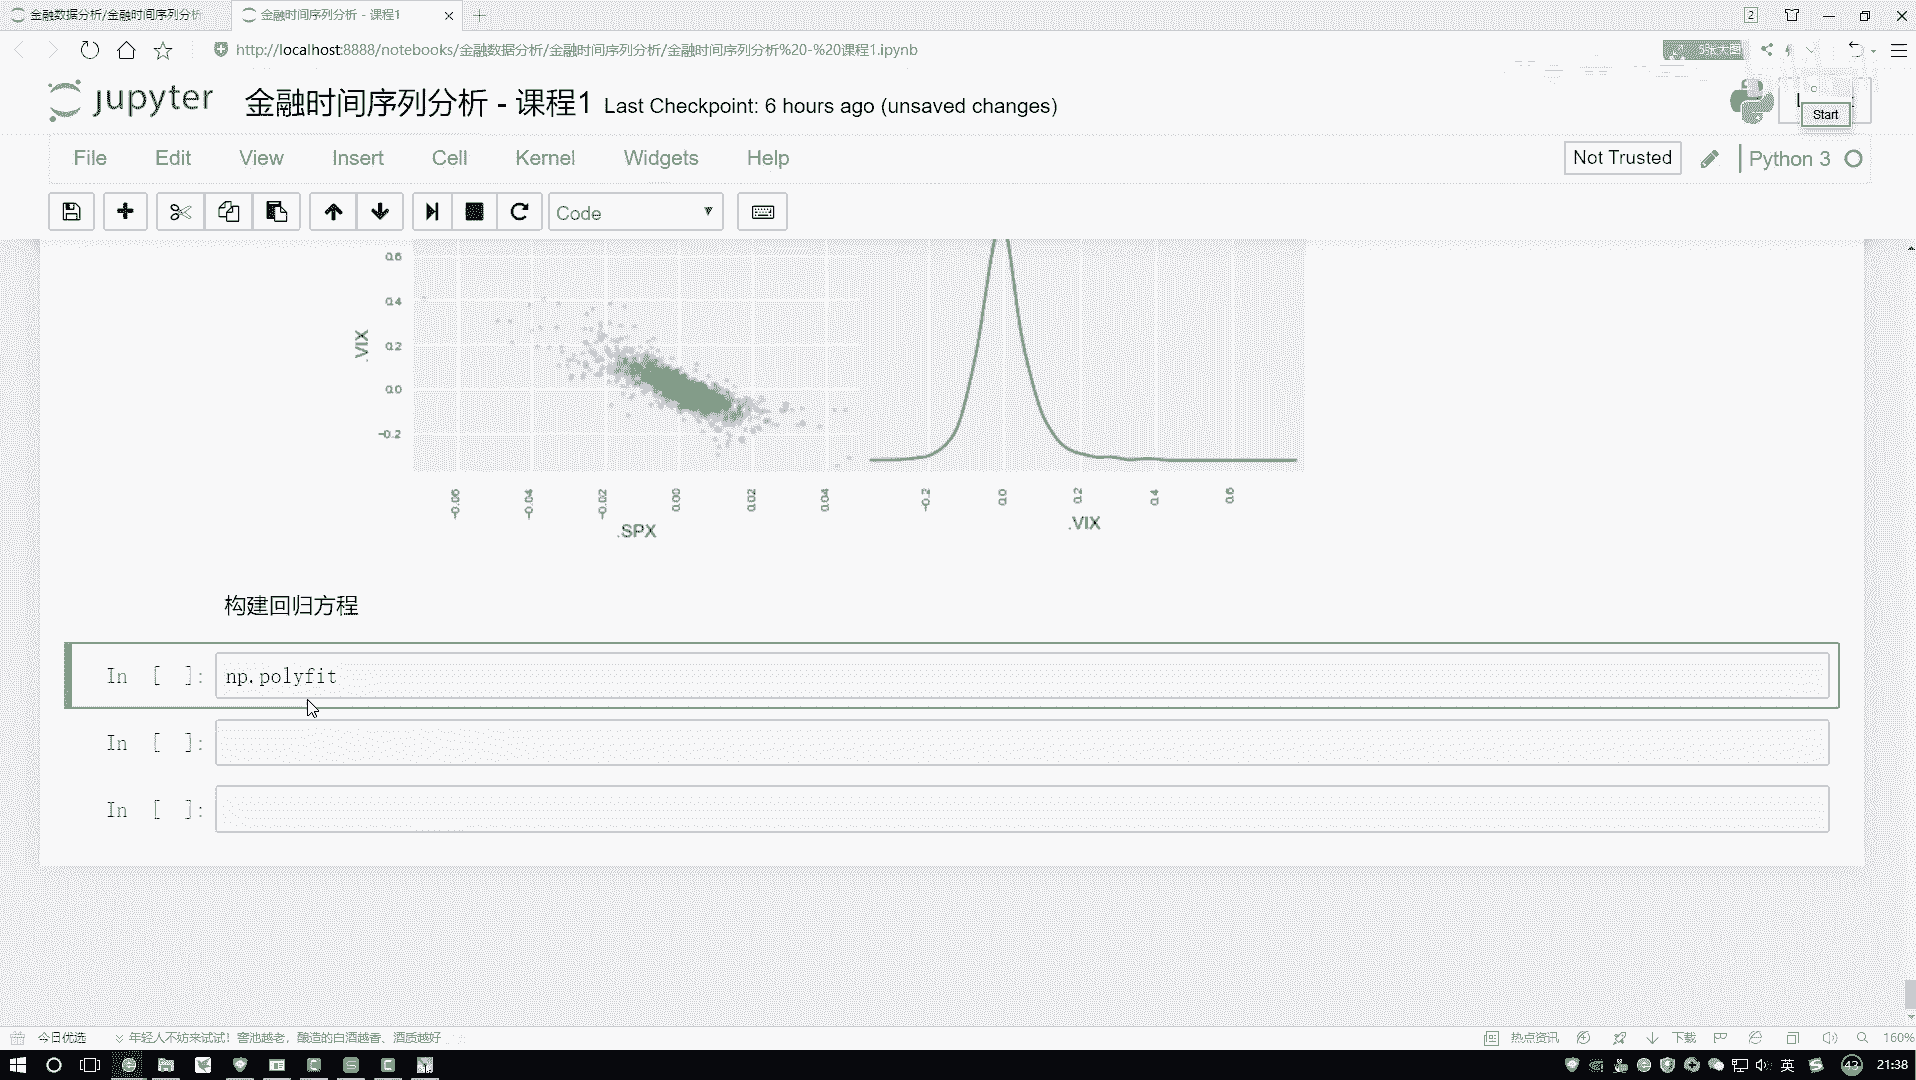 金融数据分析/金融时间序列分析
金融时间序列分析 - 课程1
2
http://localhost:8888/notebooks/金融数据分析/金融时间序列分析/金融时间序列分析%20-%20课程1.ipynb
jupyter
金融时间序列分析 - 课程1
Last Checkpoint: 6 hours ago (unsaved changes)
Start
File
Edit
View
Insert
Cell
Kernel
Widgets
Help
Not Trusted
Python 3
Code
0.6
0.4
0.2
0.0
-0.2
.VIX
-0.06
-0.04
-0.02
0.00
0.02
0.04
.SPX
-0.2
0.0
0.2
0.4
0.6
.VIX
构建回归方程
In [ ]:
np.polyfit
In [ ]:
In [ ]:
今日优选
年轻人不妨来试试！窖池越老，酿造的白酒越香、酒质越好
热点资讯
下载
160%
英
43
21:38